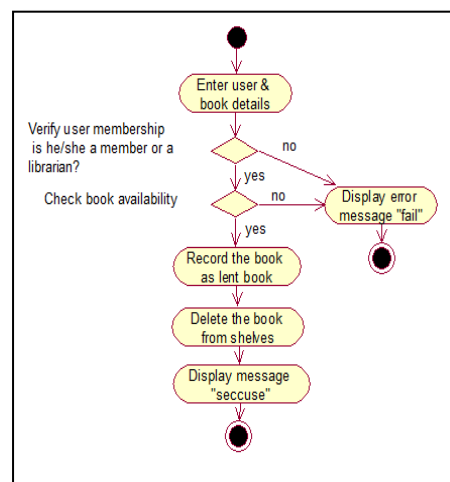 Enter user &
book details
Verify user membership
is he/she a member or a
librarian?
no
yes
Check book availability
no
Display error
message "fail"
yes
Record the book
as lent book
Delete the book
from shelves
Display message
"seccuse"